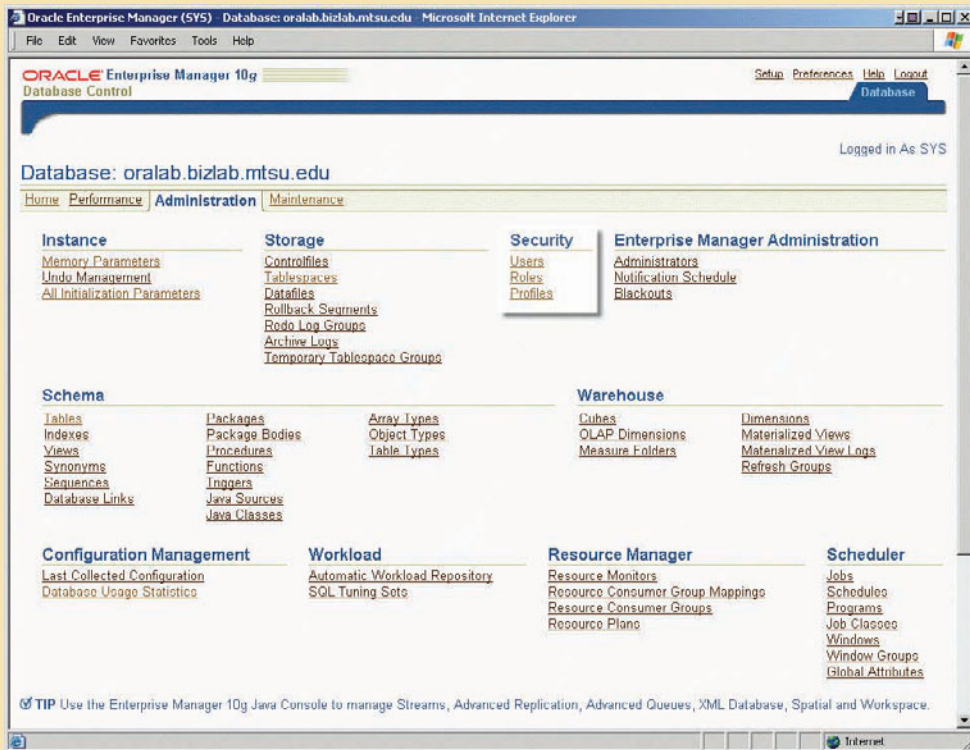 Oracle Enterprise Manager (SYS) - Database: oralab.bizlab.mtsu.edu - Microsoft Internet Explorer
File Edit View Favorites Tools Help
ORACLE Enterprise Manager 10g
Database Control
Setup Preferences Help Logout
Database
Logged in As SYS
Database: oralab.bizlab.mtsu.edu
Home Performance Administration Maintenance
Instance
Memory Parameters
Undo Management
All Initialization Parameters
Storage
Controlfiles
Tablespaces
Datafiles
Rollback Segments
Redo Log Groups
Archive Logs
Temporary Tablespace Groups
Security
Users
Roles
Profiles
Enterprise Manager Administration
Administrators
Notification Schedule
Blackouts
Schema
Tables
Indexes
Views
Synonyms
Sequences
Database Links
Packages
Package Bodies
Procedures
Functions
Triggers
Java Sources
Java Classes
Array Types
Object Types
Table Types
Warehouse
Cubes
OLAP Dimensions
Measure Folders
Dimensions
Materialized Views
Materialized View Logs
Refresh Groups
Configuration Management
Last Collected Configuration
Database Usage Statistics
Workload
Automatic Workload Repository
SQL Tuning Sets
Resource Manager
Resource Monitors
Resource Consumer Group Mappings
Resource Consumer Groups
Resource Plans
Scheduler
Jobs
Schedules
Programs
Job Classes
Windows
Window Groups
Global Attributes
TIP Use the Enterprise Manager 10g Java Console to manage Streams, Advanced Replication, Advanced Queues, XML Database, Spatial and Workspace.
Internet